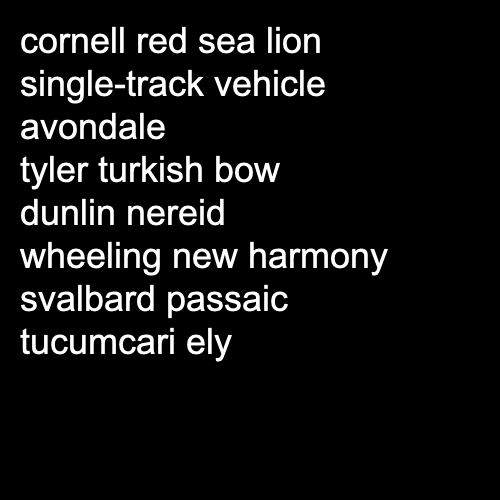 cornell red sea lion
single-track vehicle
avondale
tyler turkish bow
dunlin nereid
wheeling new harmony
svalbard passaic
tucumcari ely